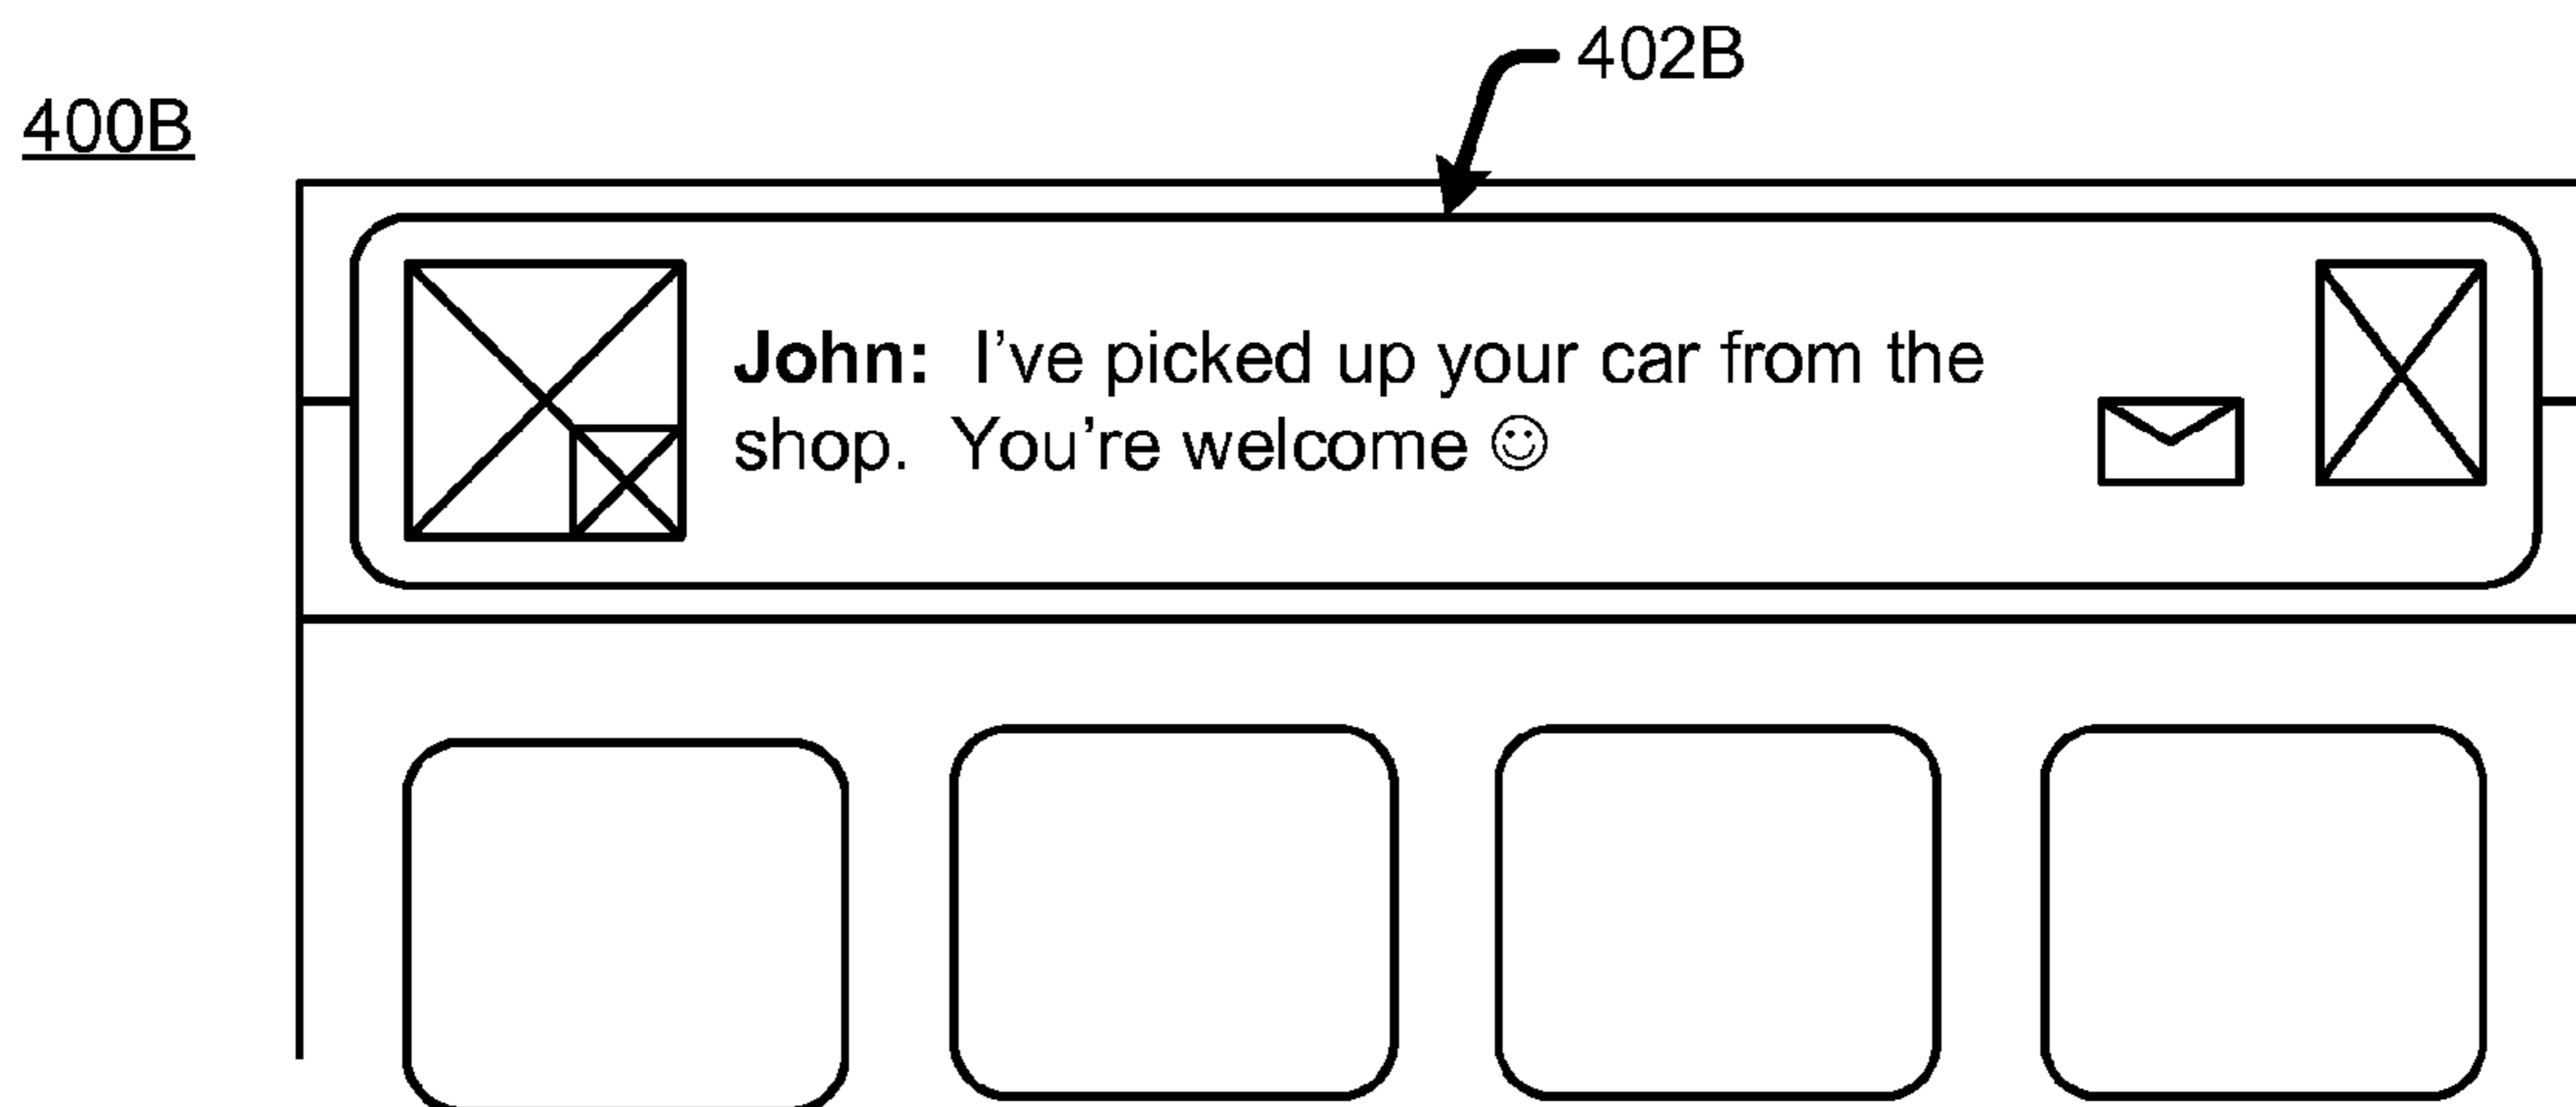 402B
400B
John: I've picked up your car from the
shop. You're welcome ☺